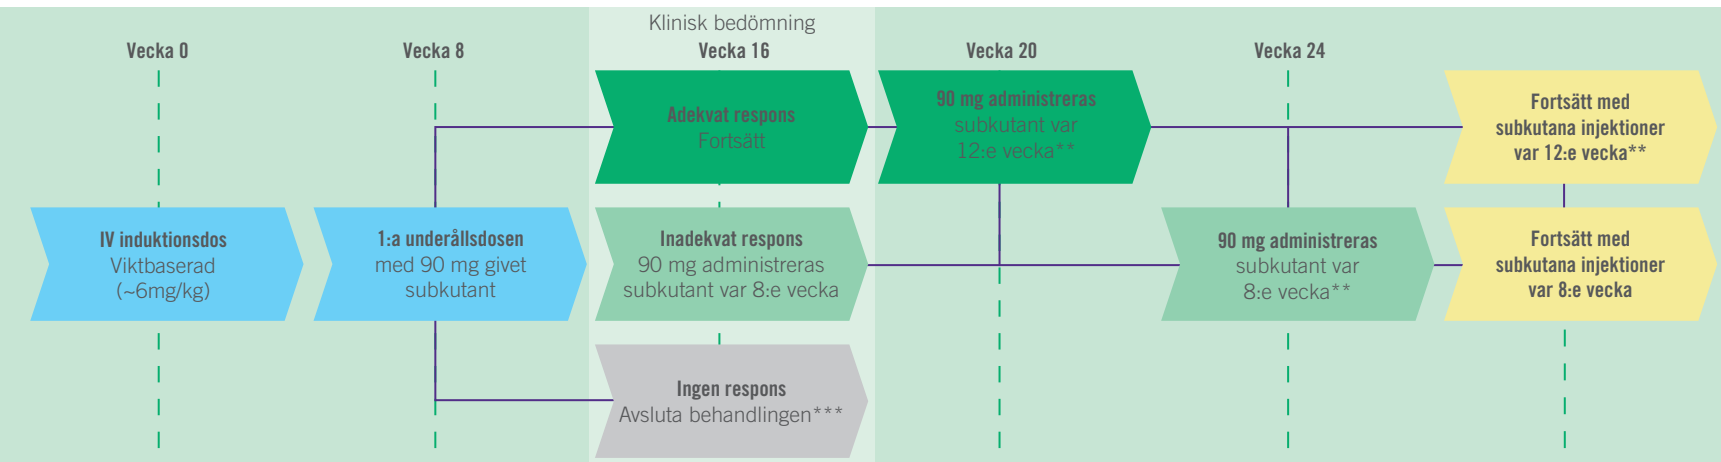 Klinisk bedömning
Vecka 0
Vecka 8
Vecka 16
Vecka 20
Vecka 24
Adekvat respons
Fortsätt
90 mg administreras
subkutant var
12:e vecka**
Fortsätt med
subkutana injektioner
var 12:e vecka**
IV induktionsdos
Viktbaserad
(~6mg/kg)
1:a underållsdosen
med 90 mg givet
subkutant
Inadekvat respons
90 mg administreras
subkutant var 8:e vecka
90 mg administreras
subkutant var
8:e vecka**
Fortsätt med
subkutana injektioner
var 8:e vecka
Ingen respons
Avsluta behandlingen***